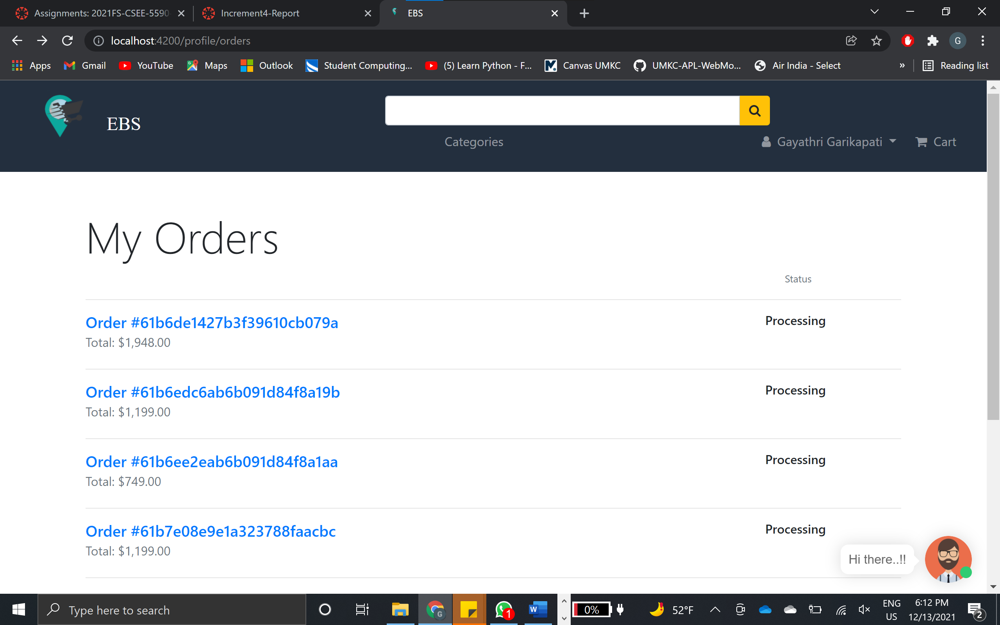 Assignments: 2021FS-CSEE-5590-
Increment4-Report
EBS
localhost:4200/profile/orders
G
Apps
Gmail
YouTube
Maps
Outlook
Student Computing...
(5) Learn Python - F...
Canvas UMKC
UMKC-APL-WebMo...
Air India - Select
»
Reading list
EBS
Categories
Gayathri Garikapati
Cart
My Orders
Status
Order #61b6de1427b3f39610cb079a
Processing
Total: $1,948.00
Order #61b6edc6ab6b091d84f8a19b
Processing
Total: $1,199.00
Order #61b6ee2eab6b091d84f8a1aa
Processing
Total: $749.00
Order #61b7e08e9e1a323788faacbc
Processing
Total: $1,199.00
Hi there..!!
Type here to search
G
1
W
0%
52°F
ENG
US
6:12 PM
12/13/2021
2